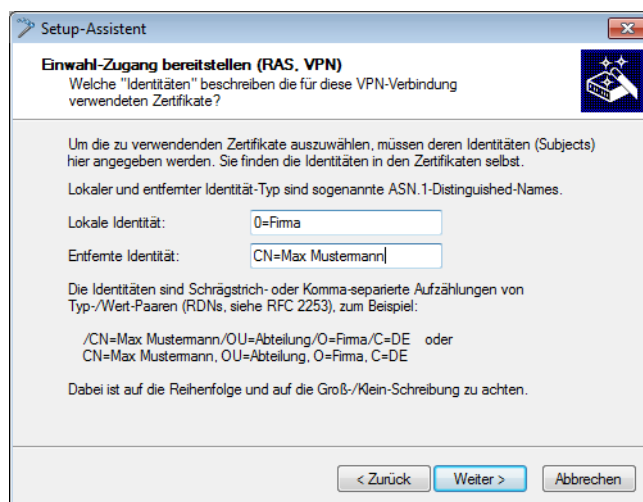 Setup-Assistent
Einwahl-Zugang bereitstellen (RAS, VPN)
Welche "Identitäten" beschreiben die für diese VPN-Verbindung
verwendeten Zertifikate?
Um die zu verwendenden Zertifikate auszuwählen, müssen deren Identitäten (Subjects)
hier angegeben werden. Sie finden die Identitäten in den Zertifikaten selbst.
Lokaler und entfernter Identität-Typ sind sogenannte ASN.1-Distinguished-Names.
Lokale Identität: 0=Firma
Entfernte Identität: CN=Max Mustermann
Die Identitäten sind Schrägstrich- oder Komma-separierte Aufzählungen von
Typ-/Wert-Paaren (RDNs, siehe RFC 2253), zum Beispiel:
/CN=Max Mustermann/OU=Abteilung/O=Firma/C=DE oder
CN=Max Mustermann, OU=Abteilung, O=Firma, C=DE
Dabei ist auf die Reihenfolge und auf die Groß-/Klein-Schreibung zu achten.
< Zurück Weiter > Abbrechen